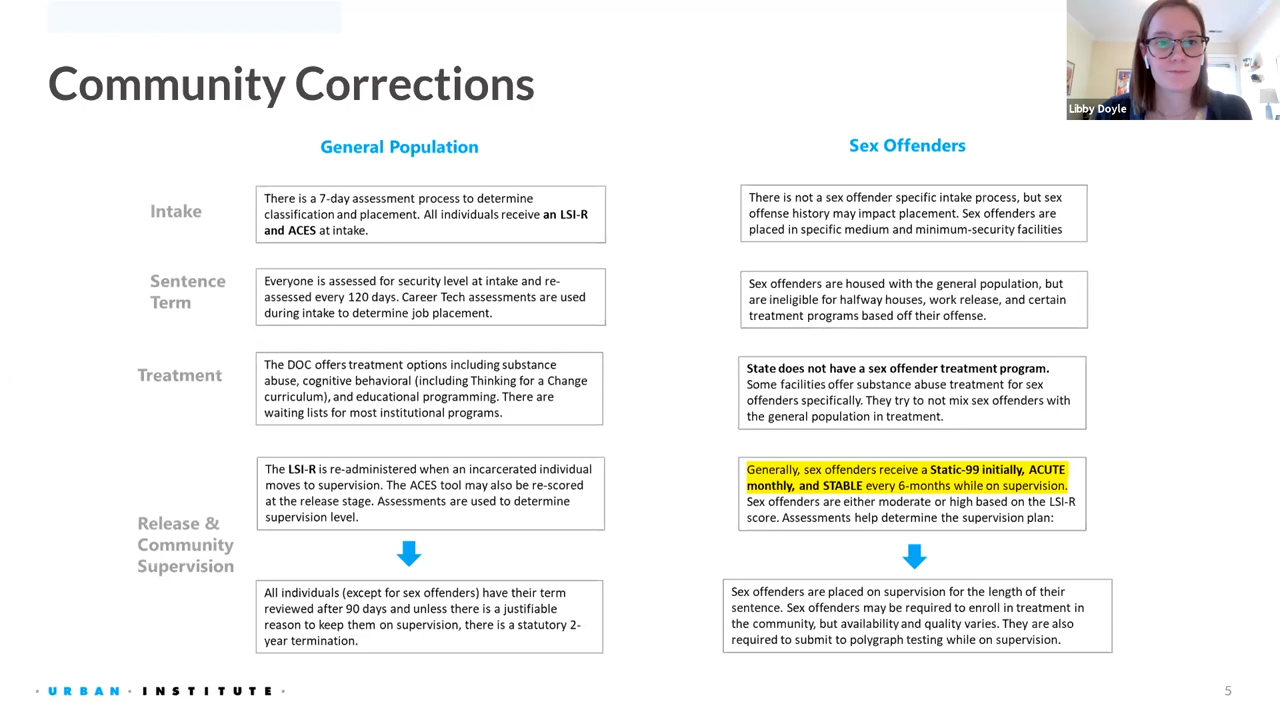 Community Corrections
Libby Doyle
General Population
Sex Offenders
Intake
There is a 7-day assessment process to determine
classification and placement. All individuals receive an LSI-R
and ACES at intake.
There is not a sex offender specific intake process, but sex
offense history may impact placement. Sex offenders are
placed in specific medium and minimum-security facilities
Sentence
Term
Everyone is assessed for security level at intake and re-
assessed every 120 days. Career Tech assessments are used
during intake to determine job placement.
Sex offenders are housed with the general population, but
are ineligible for halfway houses, work release, and certain
treatment programs based off their offense.
Treatment
The DOC offers treatment options including substance
abuse, cognitive behavioral (including Thinking for a Change
curriculum), and educational programming. There are
waiting lists for most institutional programs.
State does not have a sex offender treatment program.
Some facilities offer substance abuse treatment for sex
offenders specifically. They try to not mix sex offenders with
the general population in treatment.
Release &
Community
Supervision
The LSI-R is re-administered when an incarcerated individual
moves to supervision. The ACES tool may also be re-scored
at the release stage. Assessments are used to determine
supervision level.
Generally, sex offenders receive a Static-99 initially, ACUTE
monthly, and STABLE every 6-months while on supervision.
Sex offenders are either moderate or high based on the LSI-R
score. Assessments help determine the supervision plan:
All individuals (except for sex offenders) have their term
reviewed after 90 days and unless there is a justifiable
reason to keep them on supervision, there is a statutory 2-
year termination.
Sex offenders are placed on supervision for the length of their
sentence. Sex offenders may be required to enroll in treatment in
the community, but availability and quality varies. They are also
required to submit to polygraph testing while on supervision.
· URBAN · INSTITUTE ·
5